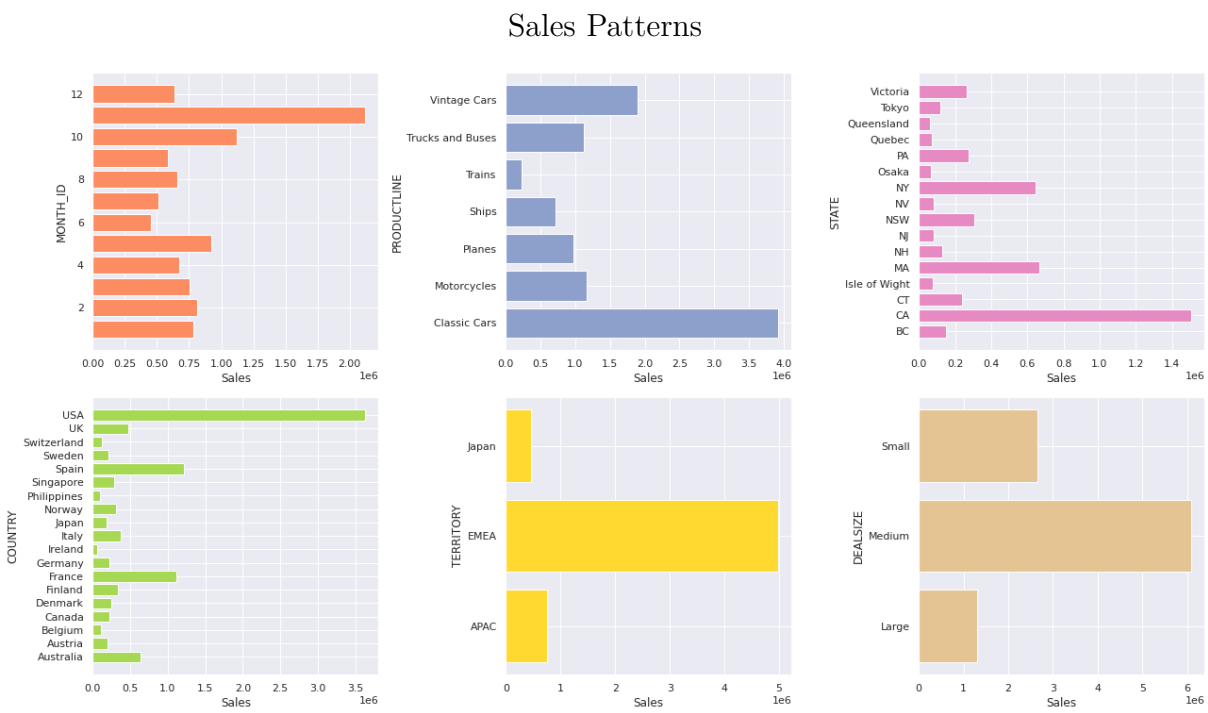 Sales Patterns
MONTH_ID
12
10
8
6
4
2
0.00 0.25 0.50 0.75 1.00 1.25 1.50 1.75 2.00
Sales
1e6
PRODUCTLINE
Vintage Cars
Trucks and Buses
Trains
Ships
Planes
Motorcycles
Classic Cars
0.0 0.5 1.0 1.5 2.0 2.5 3.0 3.5 4.0
Sales
1e6
STATE
Victoria
Tokyo
Queensland
Quebec
PA
Osaka
NY
NV
NSW
NJ
NH
MA
Isle of Wight
CT
CA
BC
0.0 0.2 0.4 0.6 0.8 1.0 1.2 1.4
Sales
1e6
COUNTRY
USA
UK
Switzerland
Sweden
Spain
Singapore
Philippines
Norway
Japan
Italy
Ireland
Germany
France
Finland
Denmark
Canada
Belgium
Austria
Australia
0.0 0.5 1.0 1.5 2.0 2.5 3.0 3.5
Sales
1e6
TERRITORY
Japan
EMEA
APAC
0 1 2 3 4 5
Sales
1e6
DEALSIZE
Small
Medium
Large
0 1 2 3 4 5 6
Sales
1e6